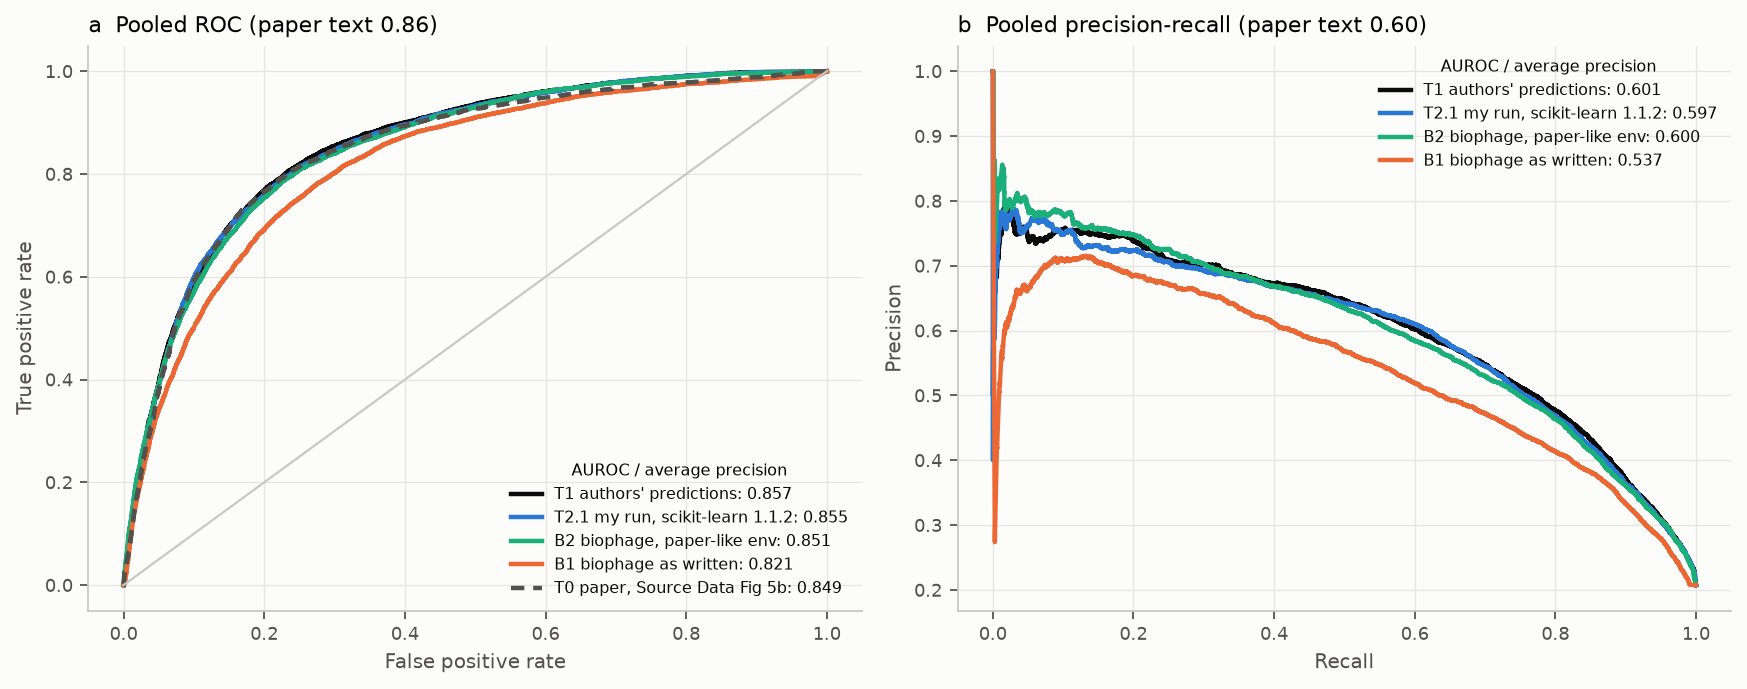 a  Pooled ROC (paper text 0.86)
True positive rate
1.0
0.8
0.6
0.4
0.2
0.0
AUROC / average precision
T1 authors' predictions: 0.857
T2.1 my run, scikit-learn 1.1.2: 0.855
B2 biophage, paper-like env: 0.851
B1 biophage as written: 0.821
T0 paper, Source Data Fig 5b: 0.849
0.0 0.2 0.4 0.6 0.8 1.0
False positive rate
b  Pooled precision-recall (paper text 0.60)
Precision
1.0
0.9
0.8
0.7
0.6
0.5
0.4
0.3
0.2
AUROC / average precision
T1 authors' predictions: 0.601
T2.1 my run, scikit-learn 1.1.2: 0.597
B2 biophage, paper-like env: 0.600
B1 biophage as written: 0.537
0.0 0.2 0.4 0.6 0.8 1.0
Recall